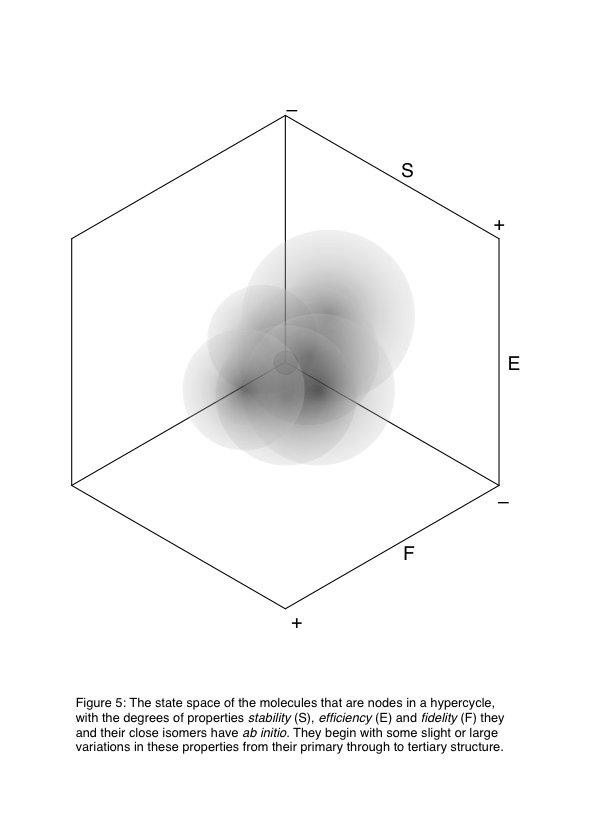 –
S
+
E
–
F
+
Figure 5: The state space of the molecules that are nodes in a hypercycle,
with the degrees of properties stability (S), efficiency (E) and fidelity (F) they
and their close isomers have ab initio. They begin with some slight or large
variations in these properties from their primary through to tertiary structure.